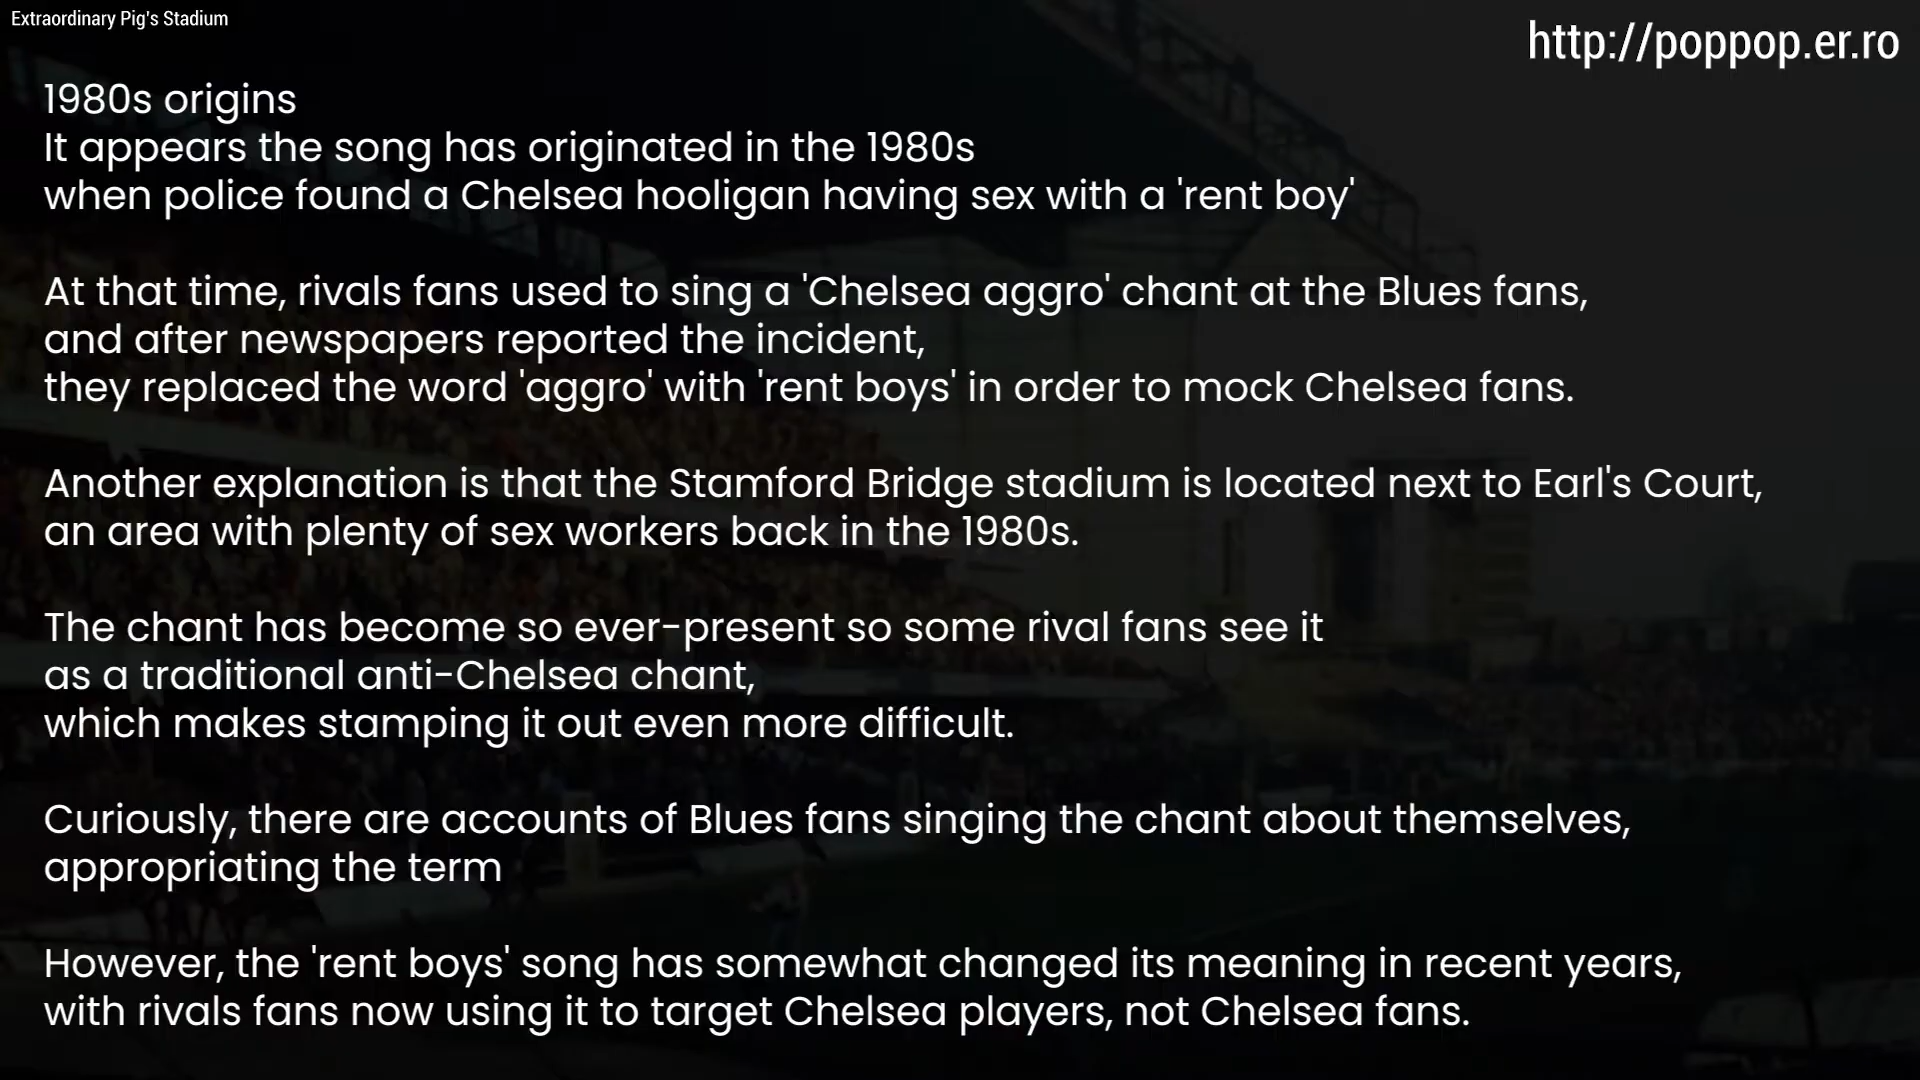 Extraordinary Pig's Stadium
http://poppop.er.ro
1980s origins
It appears the song has originated in the 1980s
when police found a Chelsea hooligan having sex with a 'rent boy'
At that time, rivals fans used to sing a 'Chelsea aggro' chant at the Blues fans,
and after newspapers reported the incident,
they replaced the word 'aggro' with 'rent boys' in order to mock Chelsea fans.
Another explanation is that the Stamford Bridge stadium is located next to Earl's Court,
an area with plenty of sex workers back in the 1980s.
The chant has become so ever-present so some rival fans see it
as a traditional anti-Chelsea chant,
which makes stamping it out even more difficult.
Curiously, there are accounts of Blues fans singing the chant about themselves,
appropriating the term
However, the 'rent boys' song has somewhat changed its meaning in recent years,
with rivals fans now using it to target Chelsea players, not Chelsea fans.